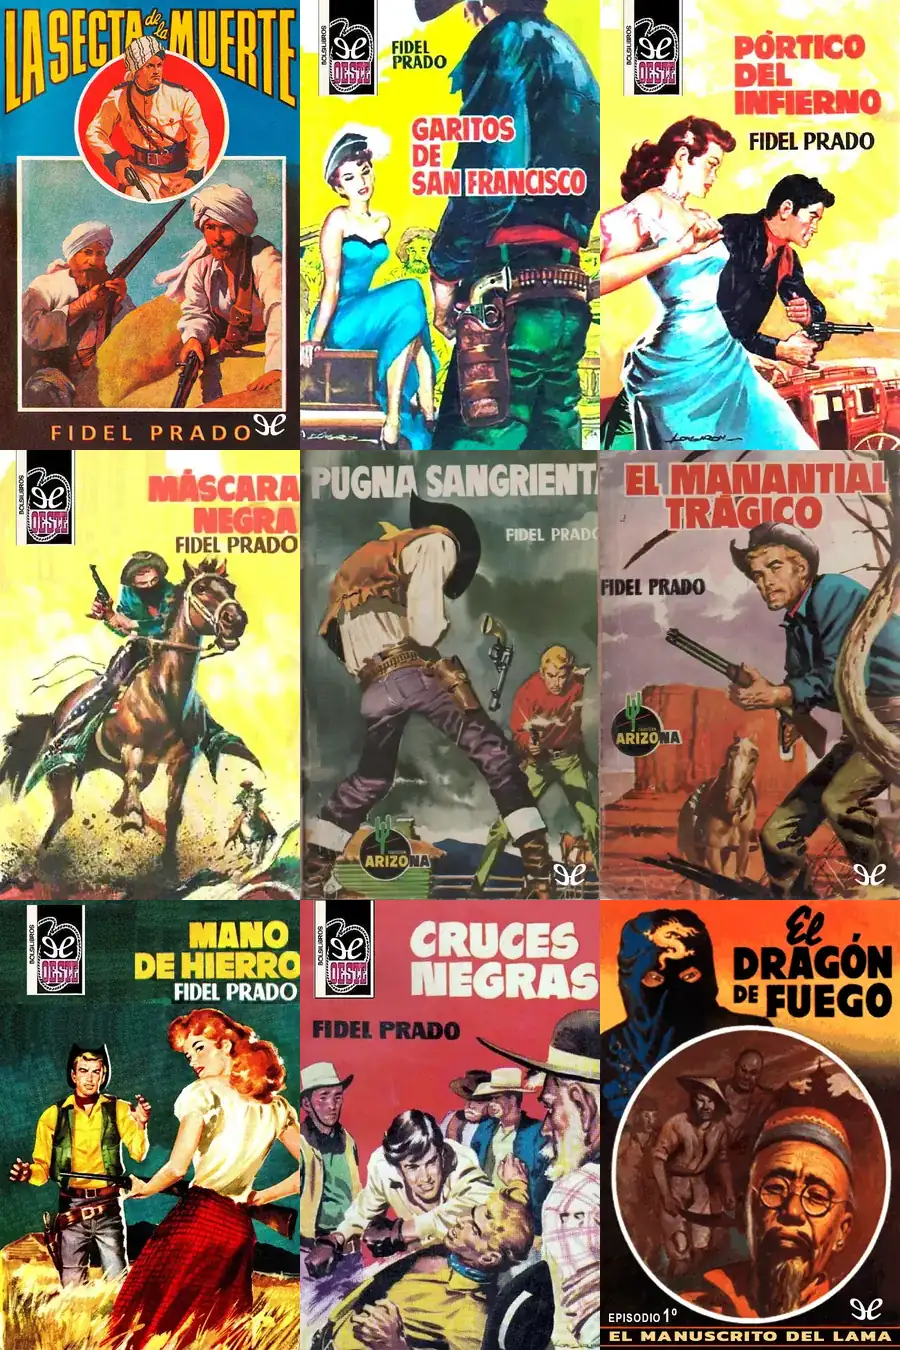 LA SECTA de la MUERTE
FIDEL PRADO
BOLSILIBROS
OESTE
FIDEL
PRADO
GARITOS
DE
SAN FRANCISCO
BOLSILIBROS
OESTE
PÓRTICO
DEL
INFIERNO
FIDEL PRADO
BOLSILIBROS
OESTE
MÁSCARA
NEGRA
FIDEL PRADO
PUGNA SANGRIENT
FIDEL PRADO
ARIZONA
EL MANANTIAL
TRÁGICO
FIDEL PRADO
COLECCION
ARIZONA
BOLSILIBROS
OESTE
MANO
DE HIERRO
FIDEL PRADO
BOLSILIBROS
OESTE
CRUCES
NEGRAS
FIDEL PRADO
El
DRAGÓN
DE FUEGO
EPISODIO 1º
EL MANUSCRITO DEL LAMA